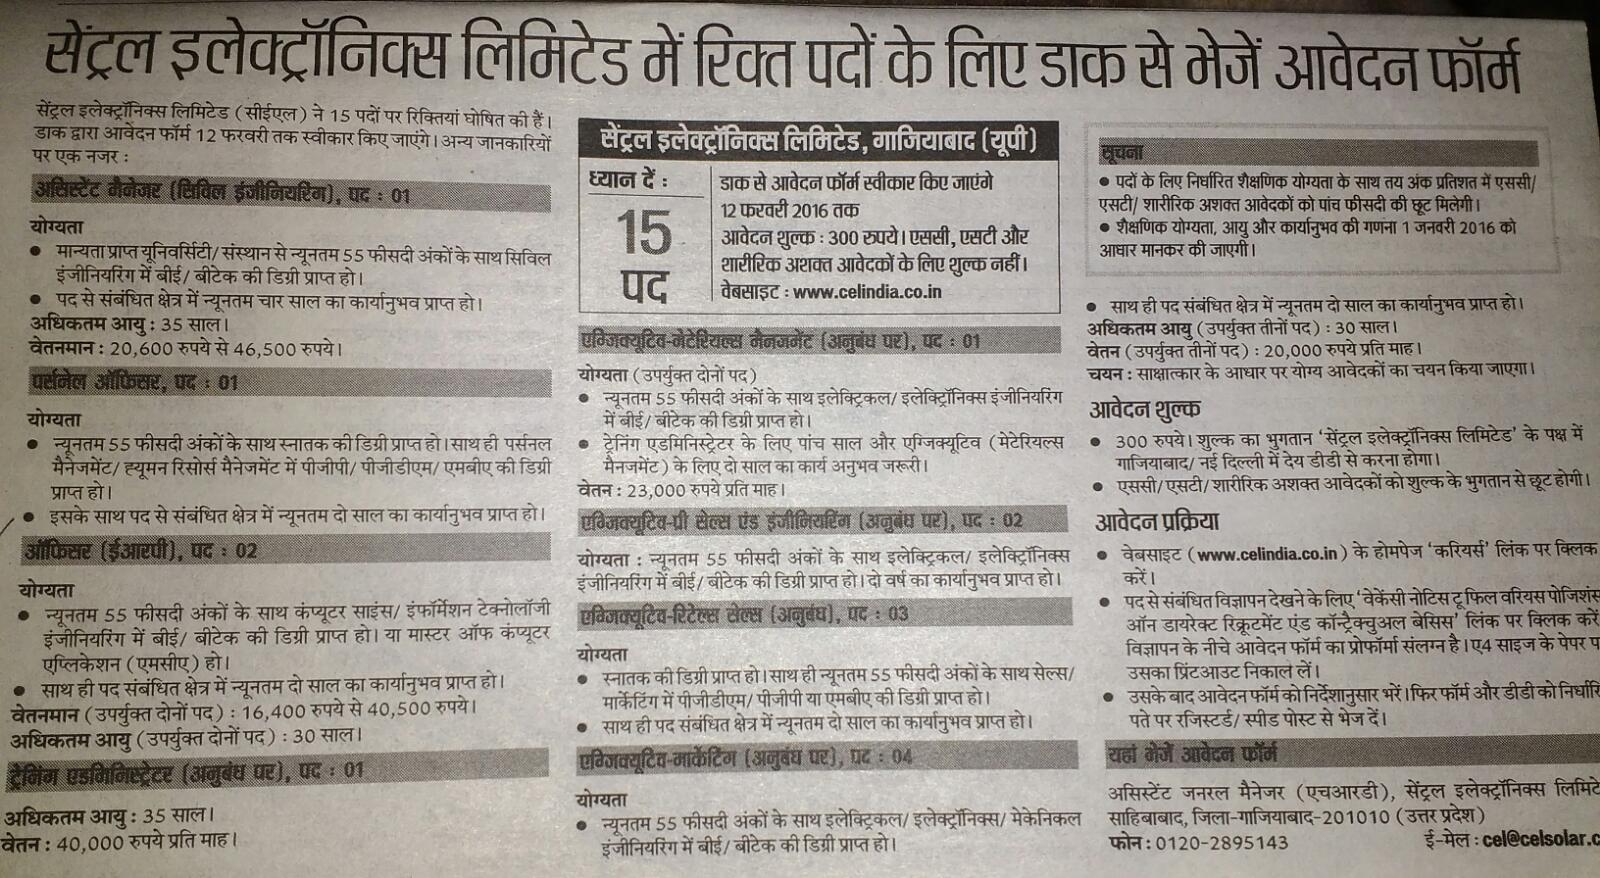 सेंट्रल इलेक्ट्रॉनिक्स लिमिटेड में रिक्त पदों के लिए डाक से भेजें आवेदन फॉर्म
सेंट्रल इलेक्ट्रॉनिक्स लिमिटेड (सीईएल) ने 15 पदों पर रिक्तियां घोषित की हैं।
डाक द्वारा आवेदन फॉर्म 12 फरवरी तक स्वीकार किए जाएंगे। अन्य जानकारियों
पर एक नजर :
असिस्टेंट मैनेजर (सिविल इंजीनियरिंग), पद : 01
योग्यता
● मान्यता प्राप्त यूनिवर्सिटी/ संस्थान से न्यूनतम 55 फीसदी अंकों के साथ सिविल
इंजीनियरिंग में बीई/ बीटेक की डिग्री प्राप्त हो।
● पद से संबंधित क्षेत्र में न्यूनतम चार साल का कार्यानुभव प्राप्त हो।
अधिकतम आयु : 35 साल।
वेतनमान : 20,600 रुपये से 46,500 रुपये।
पर्सनेल ऑफिसर, पद : 01
योग्यता
● न्यूनतम 55 फीसदी अंकों के साथ स्नातक की डिग्री प्राप्त हो। साथ ही पर्सनल
मैनेजमेंट/ ह्यूमन रिसोर्स मैनेजमेंट में पीजीपी/ पीजीडीएम/ एमबीए की डिग्री
प्राप्त हो।
● इसके साथ पद से संबंधित क्षेत्र में न्यूनतम दो साल का कार्यानुभव प्राप्त हो।
ऑफिसर (ईआरपी), पद : 02
योग्यता
● न्यूनतम 55 फीसदी अंकों के साथ कंप्यूटर साइंस/ इंफॉर्मेशन टेक्नोलॉजी
इंजीनियरिंग में बीई/ बीटेक की डिग्री प्राप्त हो। या मास्टर ऑफ कंप्यूटर
एप्लिकेशन (एमसीए) हो।
● साथ ही पद संबंधित क्षेत्र में न्यूनतम दो साल का कार्यानुभव प्राप्त हो।
वेतनमान (उपर्युक्त दोनों पद) : 16,400 रुपये से 40,500 रुपये।
अधिकतम आयु (उपर्युक्त दोनों पद) : 30 साल।
ट्रेनिंग एडमिनिस्ट्रेटर (अनुबंध पर), पद : 01
अधिकतम आयु : 35 साल।
वेतन : 40,000 रुपये प्रति माह।
सेंट्रल इलेक्ट्रॉनिक्स लिमिटेड, गाजियाबाद (यूपी)
ध्यान दें :
15
पद
डाक से आवेदन फॉर्म स्वीकार किए जाएंगे
12 फरवरी 2016 तक
आवेदन शुल्क : 300 रुपये। एससी, एसटी और
शारीरिक अशक्त आवेदकों के लिए शुल्क नहीं।
वेबसाइट : www.celindia.co.in
एग्जिक्यूटिव-मेटेरियल्स मैनजमेंट (अनुबंध पर), पद : 01
योग्यता (उपर्युक्त दोनों पद)
● न्यूनतम 55 फीसदी अंकों के साथ इलेक्ट्रिकल/ इलेक्ट्रॉनिक्स इंजीनियरिंग
में बीई/ बीटेक की डिग्री प्राप्त हो।
● ट्रेनिंग एडमिनिस्ट्रेटर के लिए पांच साल और एग्जिक्यूटिव (मेटेरियल्स
मैनजमेंट) के लिए दो साल का कार्य अनुभव जरूरी।
वेतन : 23,000 रुपये प्रति माह।
एग्जिक्यूटिव-प्री सेल्स एंड इंजीनियरिंग (अनुबंध पर), पद : 02
योग्यता : न्यूनतम 55 फीसदी अंकों के साथ इलेक्ट्रिकल/ इलेक्ट्रॉनिक्स
इंजीनियरिंग में बीई/ बीटेक की डिग्री प्राप्त हो। दो वर्ष का कार्यानुभव प्राप्त हो।
एग्जिक्यूटिव-रिटेल्स सेल्स (अनुबंध), पद : 03
योग्यता
● स्नातक की डिग्री प्राप्त हो। साथ ही न्यूनतम 55 फीसदी अंकों के साथ सेल्स/
मार्केटिंग में पीजीडीएम/ पीजीपी या एमबीए की डिग्री प्राप्त हो।
● साथ ही पद संबंधित क्षेत्र में न्यूनतम दो साल का कार्यानुभव प्राप्त हो।
एग्जिक्यूटिव-मार्केटिंग (अनुबंध पर), पद : 04
योग्यता
● न्यूनतम 55 फीसदी अंकों के साथ इलेक्ट्रिकल/ इलेक्ट्रॉनिक्स/ मेकेनिकल
इंजीनियरिंग में बीई/ बीटेक की डिग्री प्राप्त हो।
सूचना
● पदों के लिए निर्धारित शैक्षणिक योग्यता के साथ तय अंक प्रतिशत में एससी/
एसटी/ शारीरिक अशक्त आवेदकों को पांच फीसदी की छूट मिलेगी।
● शैक्षणिक योग्यता, आयु और कार्यानुभव की गणना 1 जनवरी 2016 को
आधार मानकर की जाएगी।
● साथ ही पद संबंधित क्षेत्र में न्यूनतम दो साल का कार्यानुभव प्राप्त हो।
अधिकतम आयु (उपर्युक्त तीनों पद) : 30 साल।
वेतन (उपर्युक्त तीनों पद) : 20,000 रुपये प्रति माह।
चयन : साक्षात्कार के आधार पर योग्य आवेदकों का चयन किया जाएगा।
आवेदन शुल्क
● 300 रुपये। शुल्क का भुगतान ‘सेंट्रल इलेक्ट्रॉनिक्स लिमिटेड’ के पक्ष में
गाजियाबाद/ नई दिल्ली में देय डीडी से करना होगा।
● एससी/ एसटी/ शारीरिक अशक्त आवेदकों को शुल्क के भुगतान से छूट होगी।
आवेदन प्रक्रिया
● वेबसाइट (www.celindia.co.in) के होमपेज ‘करियर्स’ लिंक पर क्लिक
करें।
● पद से संबंधित विज्ञापन देखने के लिए ‘वेकेंसी नोटिस टू फिल वरियस पोजिशंस
ऑन डायरेक्ट रिक्रूटमेंट एंड कॉन्ट्रैक्चुअल बेसिस’ लिंक पर क्लिक करें
विज्ञापन के नीचे आवेदन फॉर्म का प्रोफॉर्मा संलग्न है। ए4 साइज के पेपर प
उसका प्रिंटआउट निकाल लें।
● उसके बाद आवेदन फॉर्म को निर्देशानुसार भरें। फिर फॉर्म और डीडी को निर्धारि
पते पर रजिस्टर्ड/ स्पीड पोस्ट से भेज दें।
यहां भेजें आवेदन फॉर्म
असिस्टेंट जनरल मैनेजर (एचआरडी), सेंट्रल इलेक्ट्रॉनिक्स लिमिटे
साहिबाबाद, जिला-गाजियाबाद-201010 (उत्तर प्रदेश)
फोन : 0120-2895143 ई-मेल : cel@celsolar.c